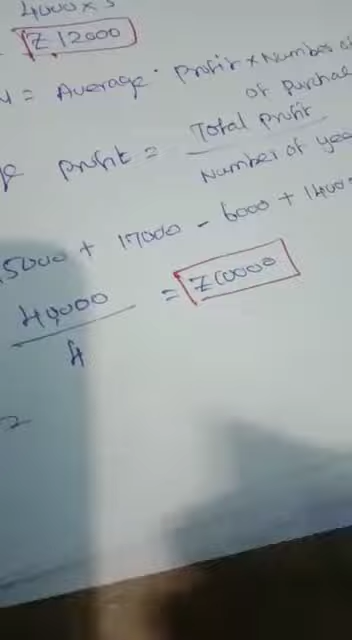 4000 x 3
₹12000
= Average Profit x Number of
of Purcha
Profit = Total Profit
Number of yea
5000 + 17000 - 6000 + 1400
40000
= ₹10000
4